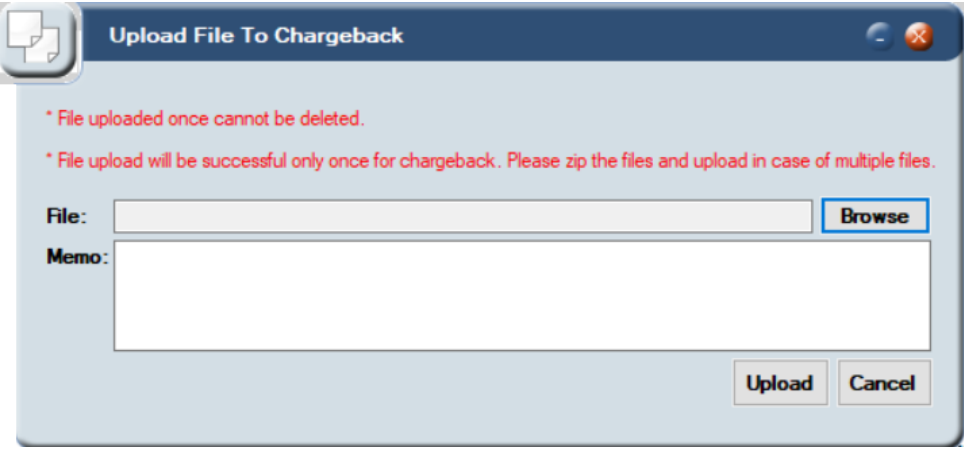 Upload File To Chargeback
* File uploaded once cannot be deleted.
* File upload will be successful only once for chargeback. Please zip the files and upload in case of multiple files.
File:
Browse
Memo:
Upload
Cancel